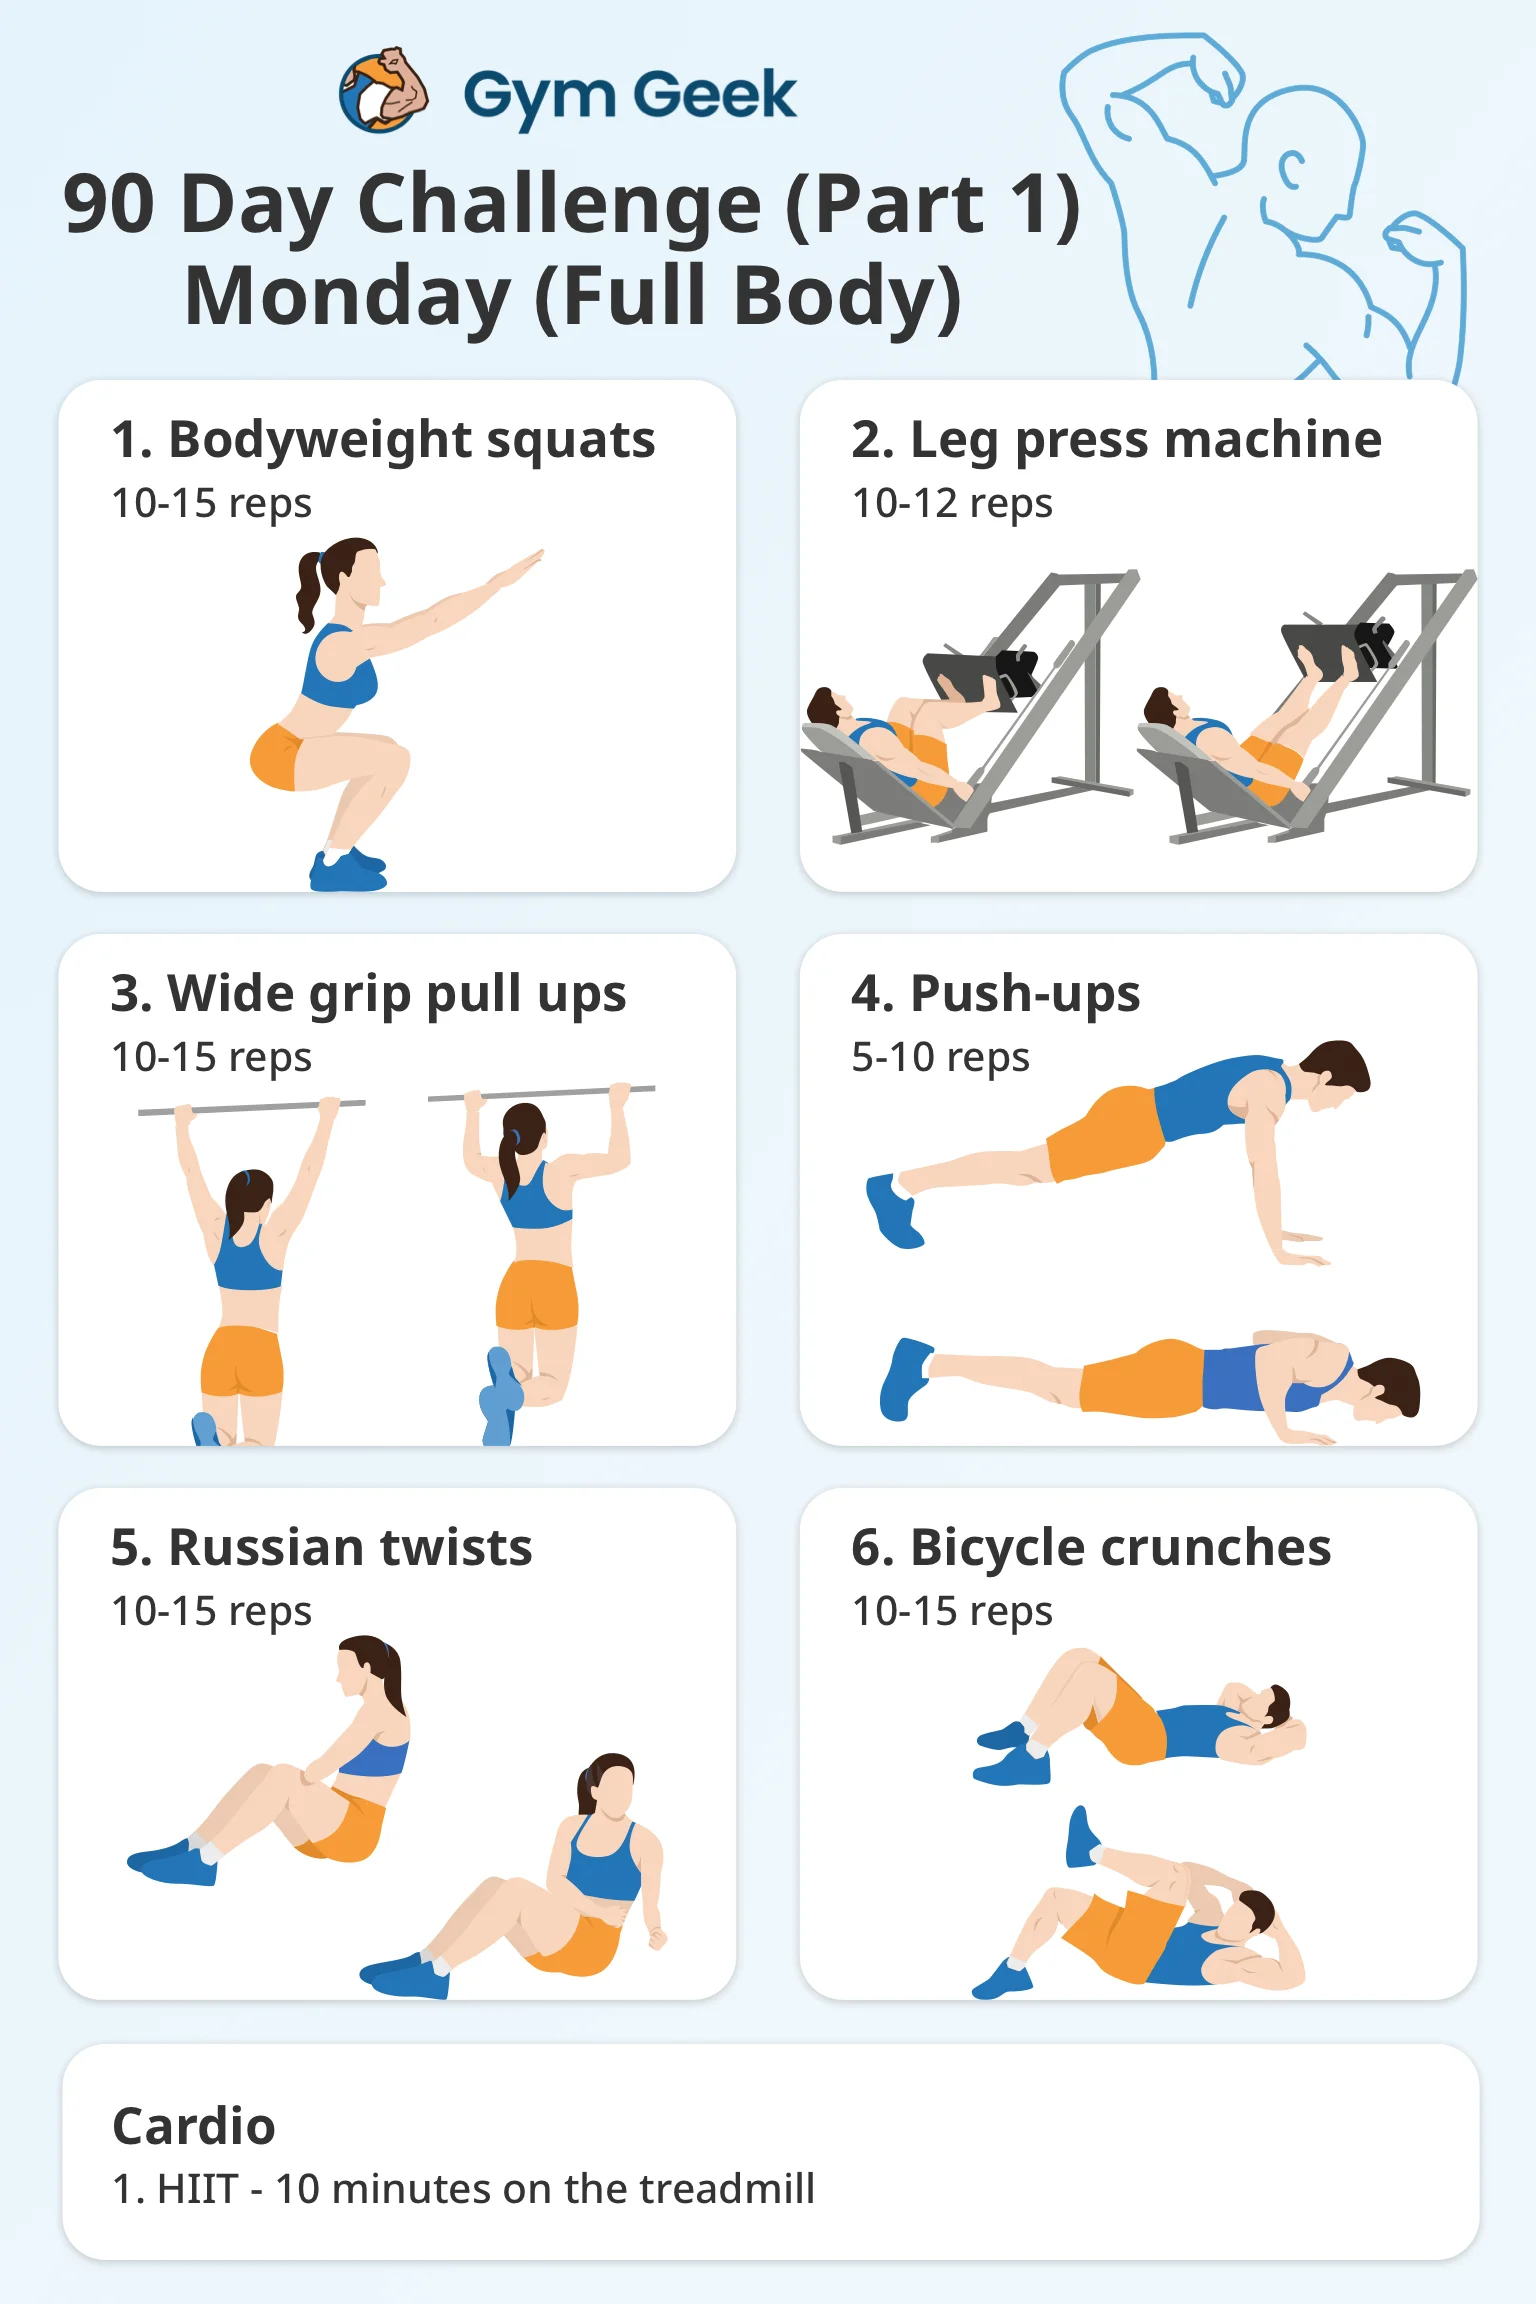 Gym Geek
90 Day Challenge (Part 1)
Monday (Full Body)
1. Bodyweight squats
10-15 reps
2. Leg press machine
10-12 reps
3. Wide grip pull ups
10-15 reps
4. Push-ups
5-10 reps
5. Russian twists
10-15 reps
6. Bicycle crunches
10-15 reps
Cardio
1. HIIT - 10 minutes on the treadmill